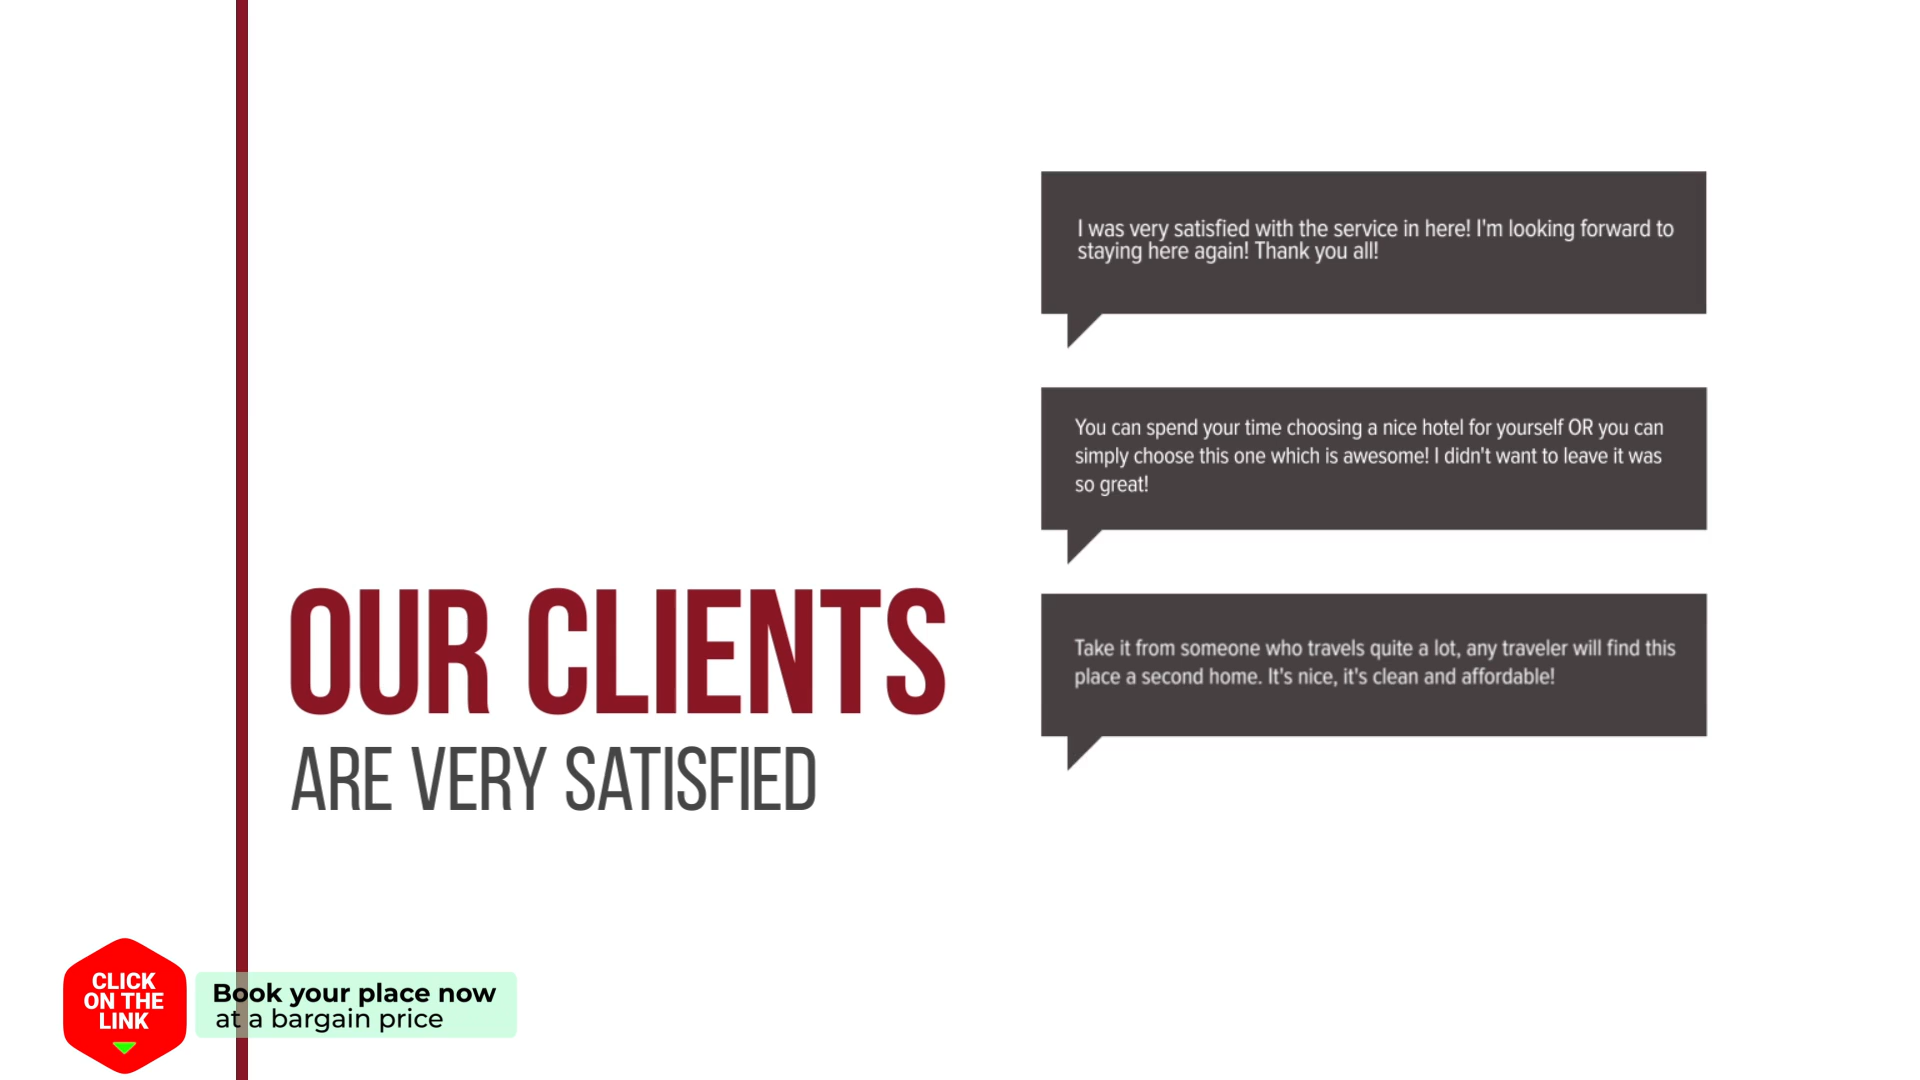 I was very satisfied with the service in here! I'm looking forward to
staying here again! Thank you all!
You can spend your time choosing a nice hotel for yourself OR you can
simply choose this one which is awesome! I didn't want to leave it was
so great!
Take it from someone who travels quite a lot, any traveler will find this
place a second home. It's nice, it's clean and affordable!
OUR CLIENTS
ARE VERY SATISFIED
CLICK
ON THE
LINK
Book your place now
at a bargain price